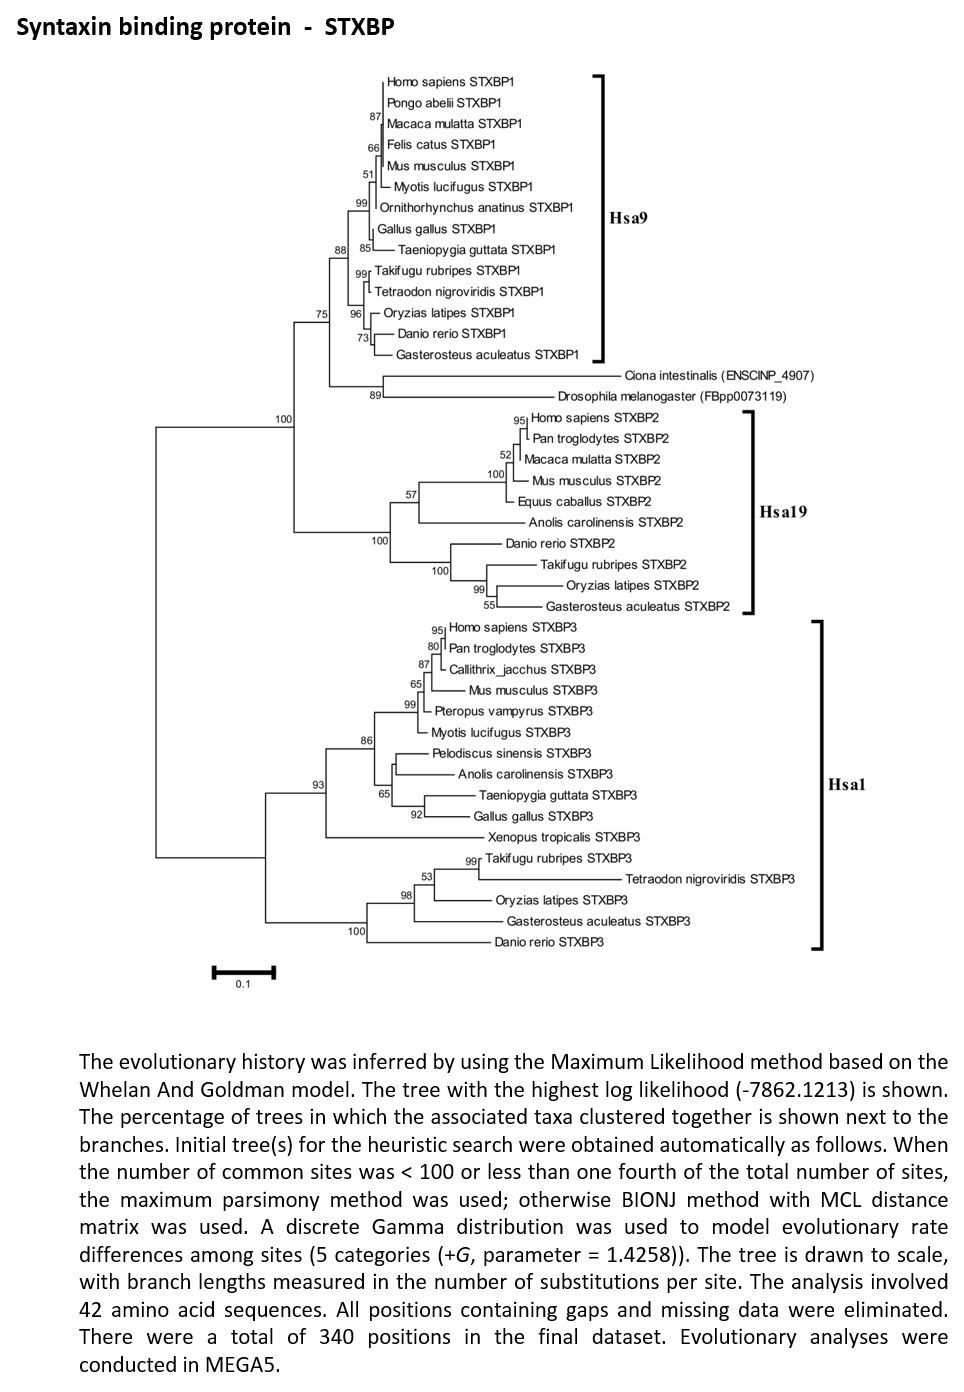 Syntaxin binding protein - STXBP
Homo sapiens STXBP1
Pongo abelii STXBP1
87
Macaca mulatta STXBP1
Felis catus STXBP1
66
Mus musculus STXBP1
51
Myotis lucifugus STXBP1
99
Ornithorhynchus anatinus STXBP1
Hsa9
Gallus gallus STXBP1
88
85
Taeniopygia guttata STXBP1
99
Takifugu rubripes STXBP1
Tetraodon nigroviridis STXBP1
75
96
Oryzias latipes STXBP1
73
Danio rerio STXBP1
Gasterosteus aculeatus STXBP1
Ciona intestinalis (ENSCINP_4907)
89
Drosophila melanogaster (FBpp0073119)
100
95
Homo sapiens STXBP2
Pan troglodytes STXBP2
52
Macaca mulatta STXBP2
100
Mus musculus STXBP2
57
Equus caballus STXBP2
Hsa19
Anolis carolinensis STXBP2
100
Danio rerio STXBP2
100
Takifugu rubripes STXBP2
99
Oryzias latipes STXBP2
55
Gasterosteus aculeatus STXBP2
95
Homo sapiens STXBP3
80
Pan troglodytes STXBP3
87
Callithrix_jacchus STXBP3
65
Mus musculus STXBP3
99
Pteropus vampyrus STXBP3
Myotis lucifugus STXBP3
86
Pelodiscus sinensis STXBP3
Anolis carolinensis STXBP3
93
65
Taeniopygia guttata STXBP3
Hsa1
92
Gallus gallus STXBP3
Xenopus tropicalis STXBP3
99
Takifugu rubripes STXBP3
53
Tetraodon nigroviridis STXBP3
98
Oryzias latipes STXBP3
Gasterosteus aculeatus STXBP3
100
Danio rerio STXBP3
0.1
The evolutionary history was inferred by using the Maximum Likelihood method based on the
Whelan And Goldman model. The tree with the highest log likelihood (-7862.1213) is shown.
The percentage of trees in which the associated taxa clustered together is shown next to the
branches. Initial tree(s) for the heuristic search were obtained automatically as follows. When
the number of common sites was < 100 or less than one fourth of the total number of sites,
the maximum parsimony method was used; otherwise BIONJ method with MCL distance
matrix was used. A discrete Gamma distribution was used to model evolutionary rate
differences among sites (5 categories (+G, parameter = 1.4258)). The tree is drawn to scale,
with branch lengths measured in the number of substitutions per site. The analysis involved
42 amino acid sequences. All positions containing gaps and missing data were eliminated.
There were a total of 340 positions in the final dataset. Evolutionary analyses were
conducted in MEGA5.